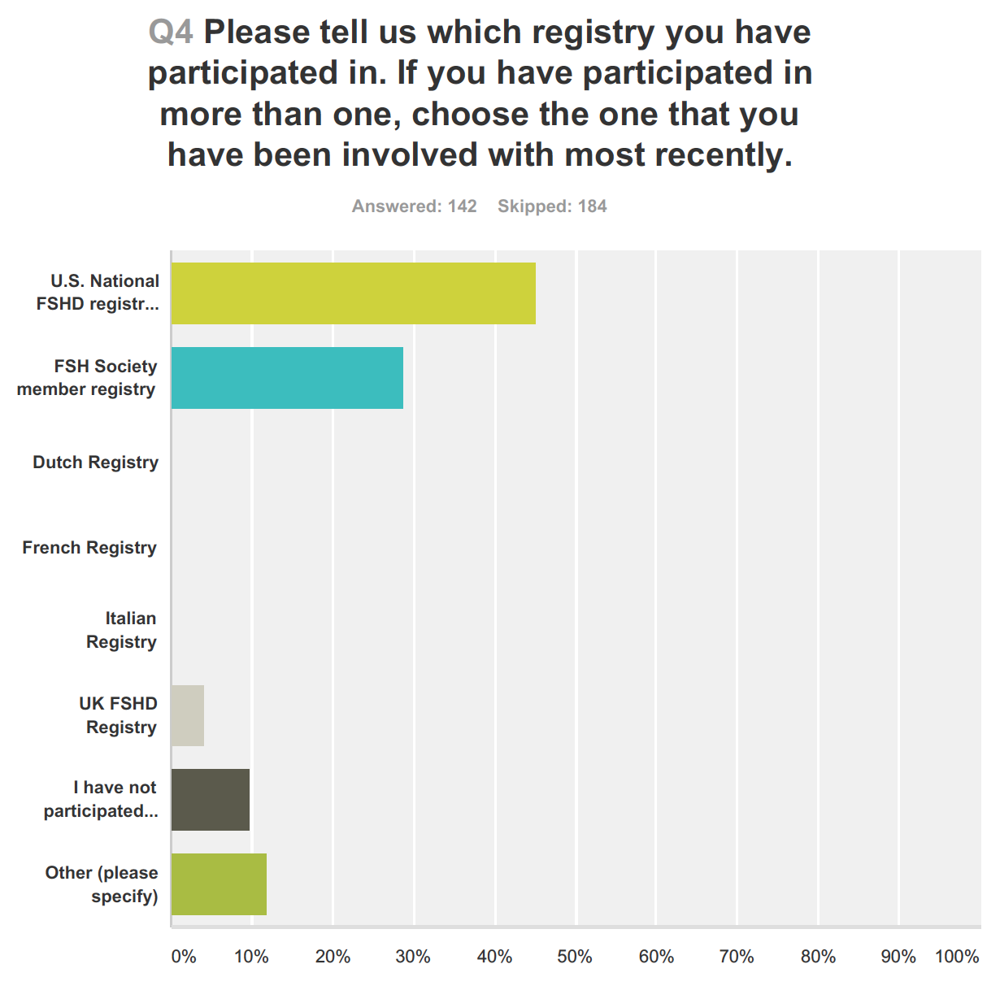 Q4 Please tell us which registry you have
participated in. If you have participated in
more than one, choose the one that you
have been involved with most recently.
Answered: 142 Skipped: 184
U.S. National
FSHD registr...
FSH Society
member registry
Dutch Registry
French Registry
Italian
Registry
UK FSHD
Registry
I have not
participated...
Other (please
specify)
0% 10% 20% 30% 40% 50% 60% 70% 80% 90% 100%